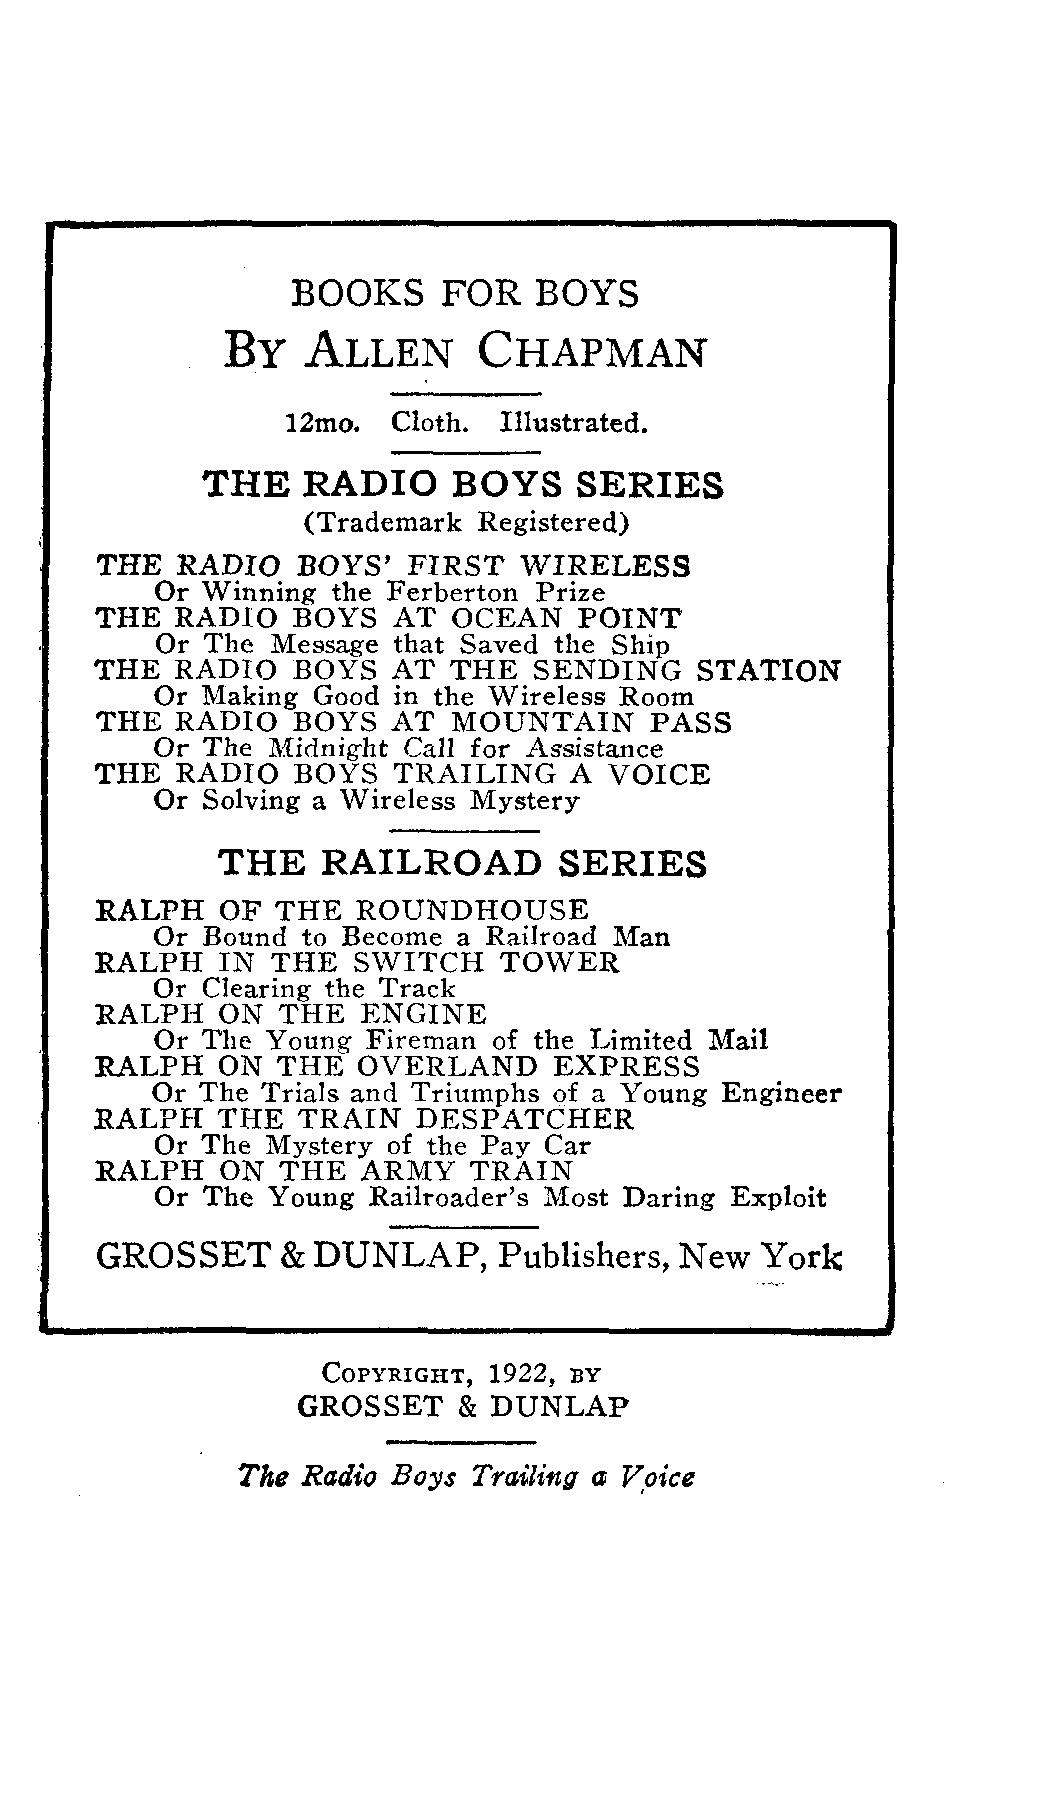 BOOKS FOR BOYS
BY ALLEN CHAPMAN
12mo. Cloth. Illustrated.
THE RADIO BOYS SERIES
(Trademark Registered)
THE RADIO BOYS' FIRST WIRELESS
Or Winning the Ferberton Prize
THE RADIO BOYS AT OCEAN POINT
Or The Message that Saved the Ship
THE RADIO BOYS AT THE SENDING STATION
Or Making Good in the Wireless Room
THE RADIO BOYS AT MOUNTAIN PASS
Or The Midnight Call for Assistance
THE RADIO BOYS TRAILING A VOICE
Or Solving a Wireless Mystery
THE RAILROAD SERIES
RALPH OF THE ROUNDHOUSE
Or Bound to Become a Railroad Man
RALPH IN THE SWITCH TOWER
Or Clearing the Track
RALPH ON THE ENGINE
Or The Young Fireman of the Limited Mail
RALPH ON THE OVERLAND EXPRESS
Or The Trials and Triumphs of a Young Engineer
RALPH THE TRAIN DESPATCHER
Or The Mystery of the Pay Car
RALPH ON THE ARMY TRAIN
Or The Young Railroader's Most Daring Exploit
GROSSET & DUNLAP, Publishers, New York
COPYRIGHT, 1922, BY
GROSSET & DUNLAP
The Radio Boys Trailing a Voice